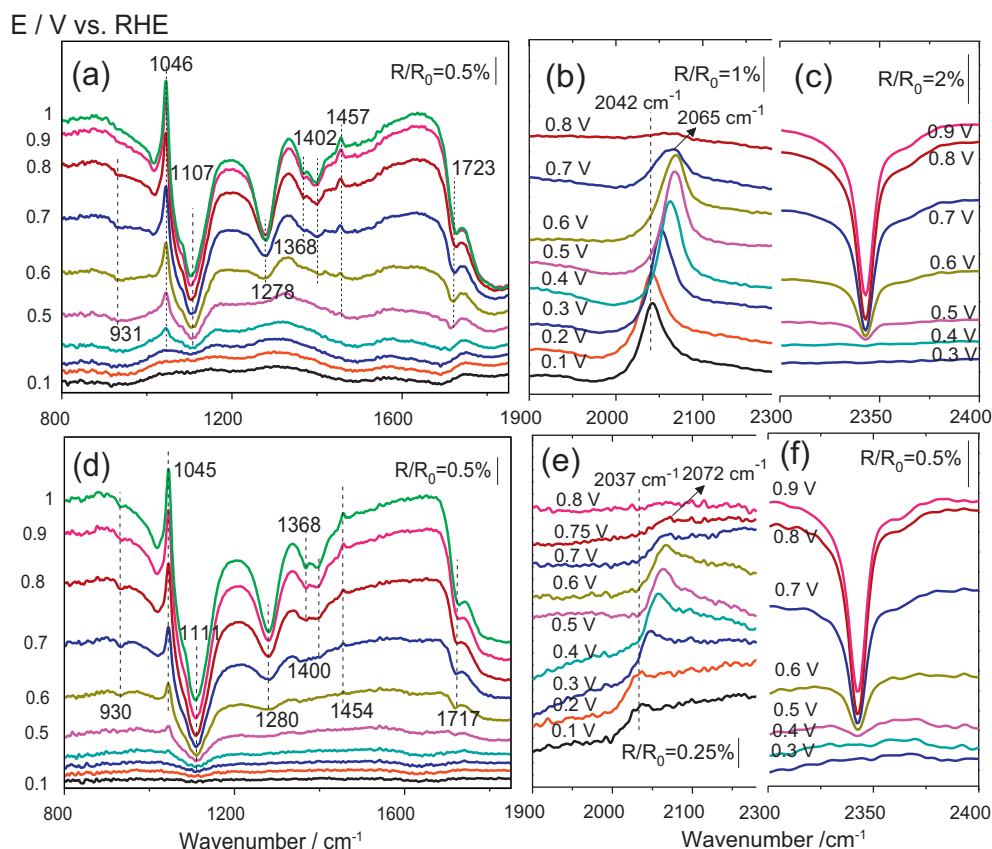 E / V vs. RHE
(a)
1046
R/R0=0.5%
1
0.9
0.8
0.7
0.6
0.5
0.1
1107
1402
1457
1723
1368
1278
931
800
1200
1600
(b)
R/R0=1%
2042 cm-1
2065 cm-1
0.8 V
0.7 V
0.6 V
0.5 V
0.4 V
0.3 V
0.2 V
0.1 V
1900
2000
2100
2300
(c)
R/R0=2%
0.9 V
0.8 V
0.7 V
0.6 V
0.5 V
0.4 V
0.3 V
2350
2400
(d)
1045
R/R0=0.5%
1
0.9
0.8
0.7
0.6
0.5
0.1
1368
1111
1400
930
1280
1454
1717
800
1200
1600
Wavenumber / cm-1
(e)
2037 cm-1
2072 cm-1
0.8 V
0.75 V
0.7 V
0.6 V
0.5 V
0.4 V
0.3 V
0.2 V
0.1 V
R/R0=0.25%
1900
2000
2100
2300
(f)
R/R0=0.5%
0.9 V
0.8 V
0.7 V
0.6 V
0.5 V
0.4 V
0.3 V
2350
2400
Wavenumber /cm-1